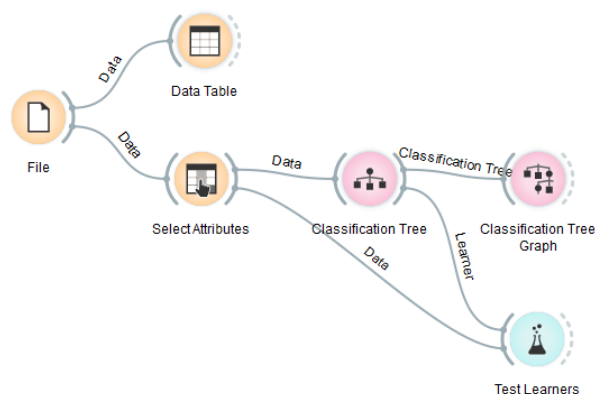 Data
Data Table
File
Data
Select Attributes
Data
Classification Tree
Classification Tree
Classification Tree
Graph
Data
Learner
Test Learners